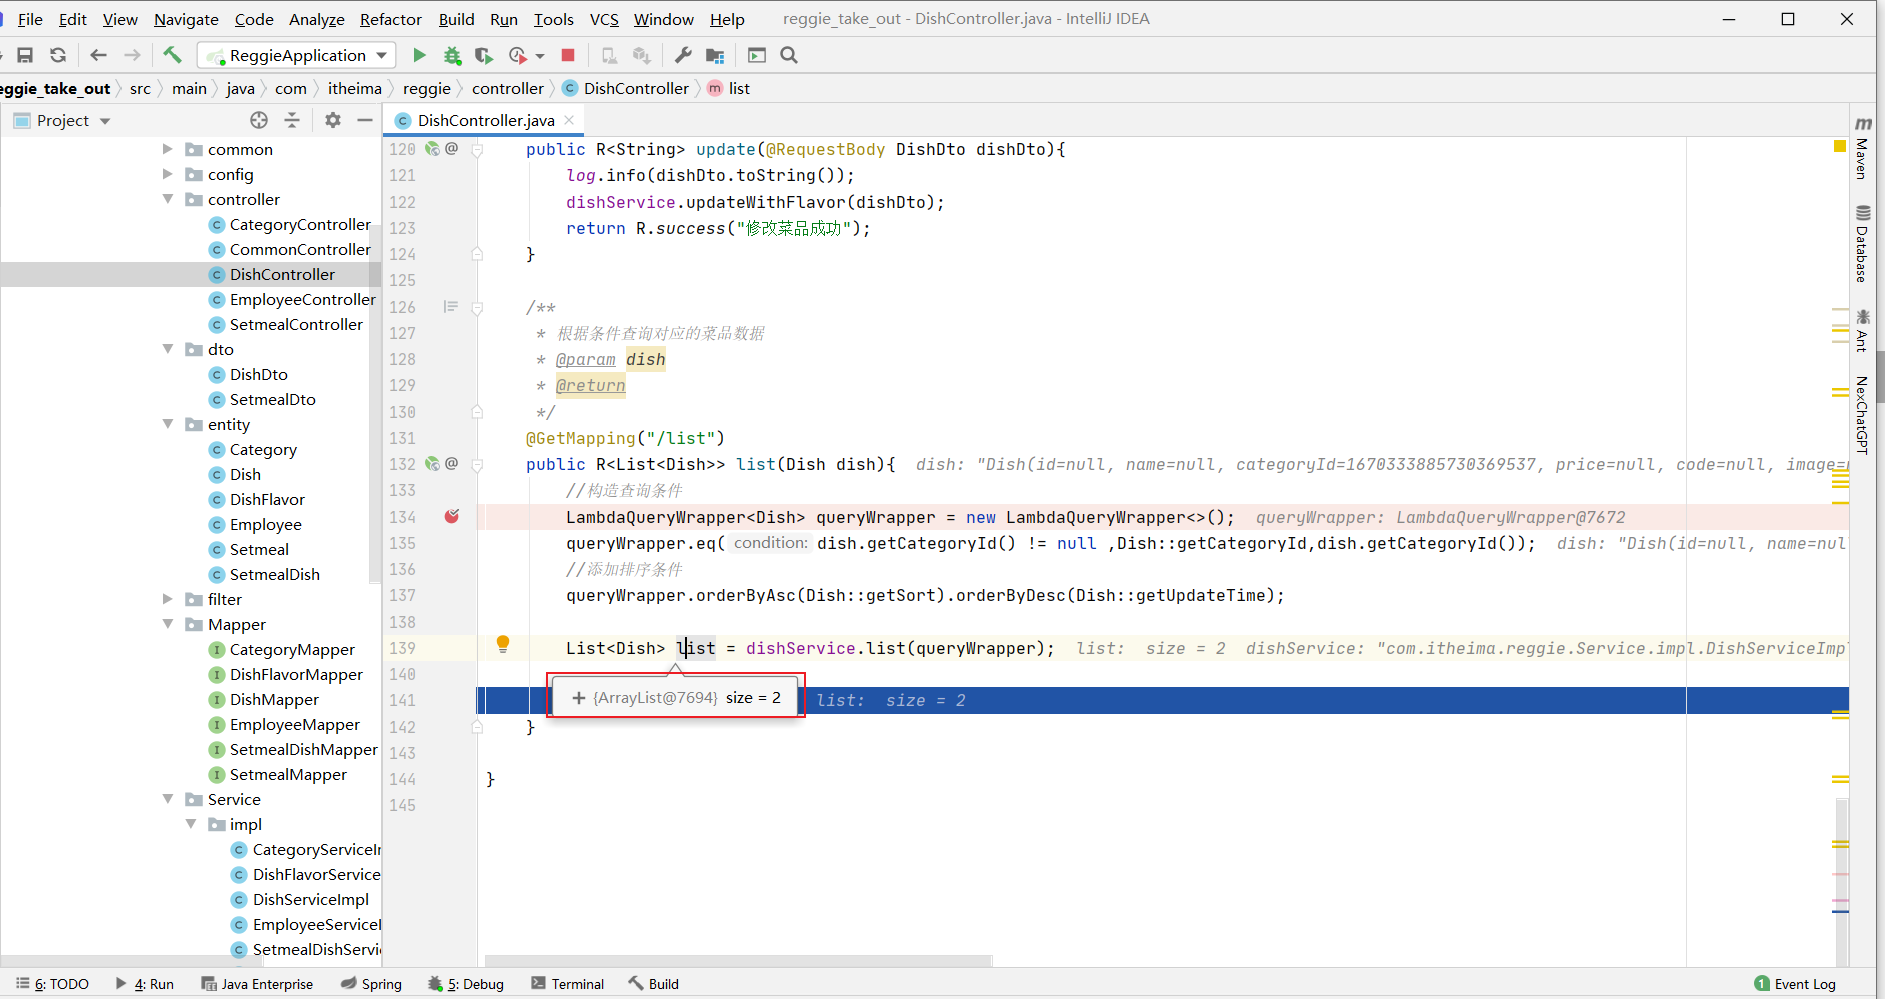 File Edit View Navigate Code Analyze Refactor Build Run Tools VCS Window Help reggie_take_out - DishController.java - IntelliJ IDEA
ReggieApplication
eggie_take_out src main java com itheima reggie controller DishController list
Project
common
config
controller
CategoryController
CommonController
DishController
EmployeeController
SetmealController
dto
DishDto
SetmealDto
entity
Category
Dish
DishFlavor
Employee
Setmeal
SetmealDish
filter
Mapper
CategoryMapper
DishFlavorMapper
DishMapper
EmployeeMapper
SetmealDishMapper
SetmealMapper
Service
impl
CategoryServiceI
DishFlavorService
DishServiceImpl
EmployeeServiceI
SetmealDishServi
DishController.java
120 @ public R<String> update(@RequestBody DishDto dishDto){
121 log.info(dishDto.toString());
122 dishService.updateWithFlavor(dishDto);
123 return R.success("修改菜品成功");
124 }
125
126 /**
127 * 根据条件查询对应的菜品数据
128 * @param dish
129 * @return
130 */
131 @GetMapping("/list")
132 @ public R<List<Dish>> list(Dish dish){ dish: "Dish(id=null, name=null, categoryId=1670333885730369537, price=null, code=null, image=
133 //构造查询条件
134 LambdaQueryWrapper<Dish> queryWrapper = new LambdaQueryWrapper<>(); queryWrapper: LambdaQueryWrapper@7672
135 queryWrapper.eq( condition: dish.getCategoryId() != null ,Dish::getCategoryId,dish.getCategoryId()); dish: "Dish(id=null, name=nul
136 //添加排序条件
137 queryWrapper.orderByAsc(Dish::getSort).orderByDesc(Dish::getUpdateTime);
138
139 List<Dish> list = dishService.list(queryWrapper); list: size = 2 dishService: "com.itheima.reggie.Service.impl.DishServiceImp
140
+ {ArrayList@7694} size = 2
141 list: size = 2
142 }
143
144 }
145
m Maven
Database
Ant
NexChatGPT
6: TODO 4: Run Java Enterprise Spring 5: Debug Terminal Build 1 Event Log